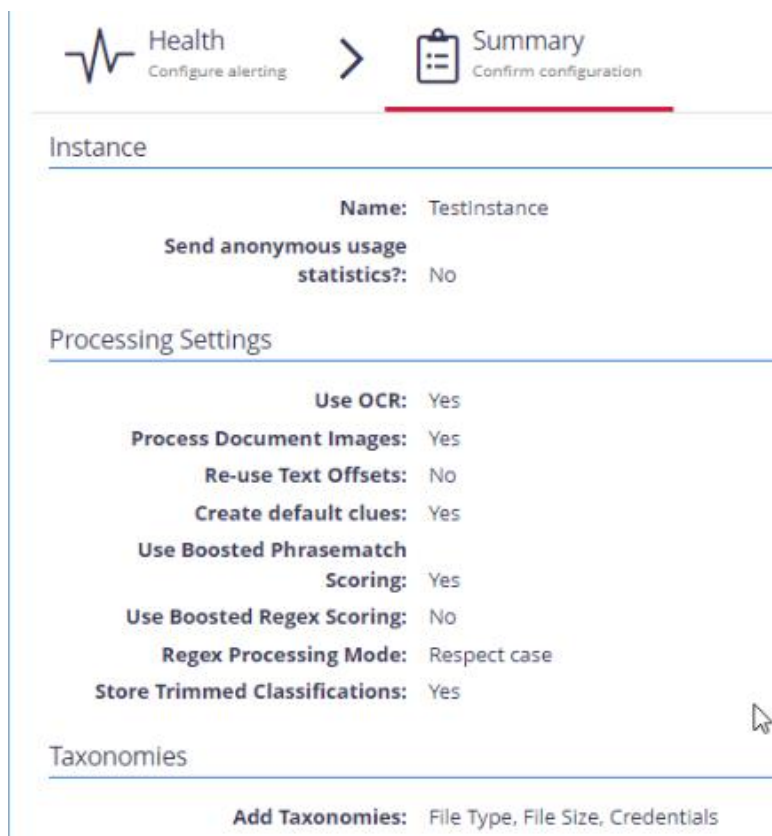 Health
Configure alerting
Summary
Confirm configuration
Instance
Name: TestInstance
Send anonymous usage
statistics?: No
Processing Settings
Use OCR: Yes
Process Document Images: Yes
Re-use Text Offsets: No
Create default clues: Yes
Use Boosted Phrasematch
Scoring: Yes
Use Boosted Regex Scoring: No
Regex Processing Mode: Respect case
Store Trimmed Classifications: Yes
Taxonomies
Add Taxonomies: File Type, File Size, Credentials